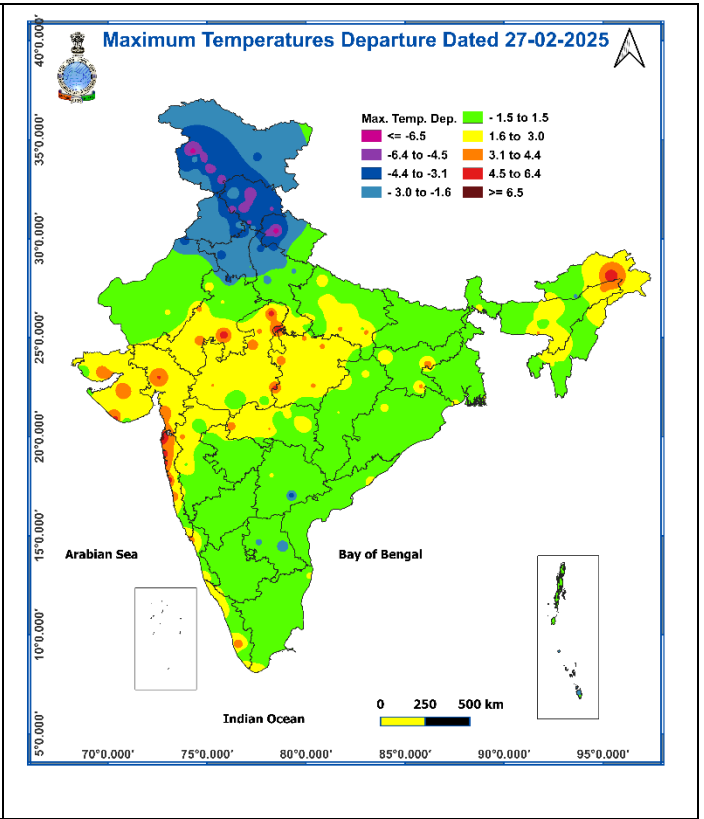 Maximum Temperatures Departure Dated 27-02-2025
Max. Temp. Dep.
<= -6.5
-6.4 to -4.5
-4.4 to -3.1
- 3.0 to -1.6
- 1.5 to 1.5
1.6 to 3.0
3.1 to 4.4
4.5 to 6.4
>= 6.5
40°0.000'
35°0.000'
30°0.000'
25°0.000'
20°0.000'
15°0.000'
10°0.000'
5°0.000'
Arabian Sea
Bay of Bengal
Indian Ocean
0 250 500 km
70°0.000' 75°0.000' 80°0.000' 85°0.000' 90°0.000' 95°0.000'